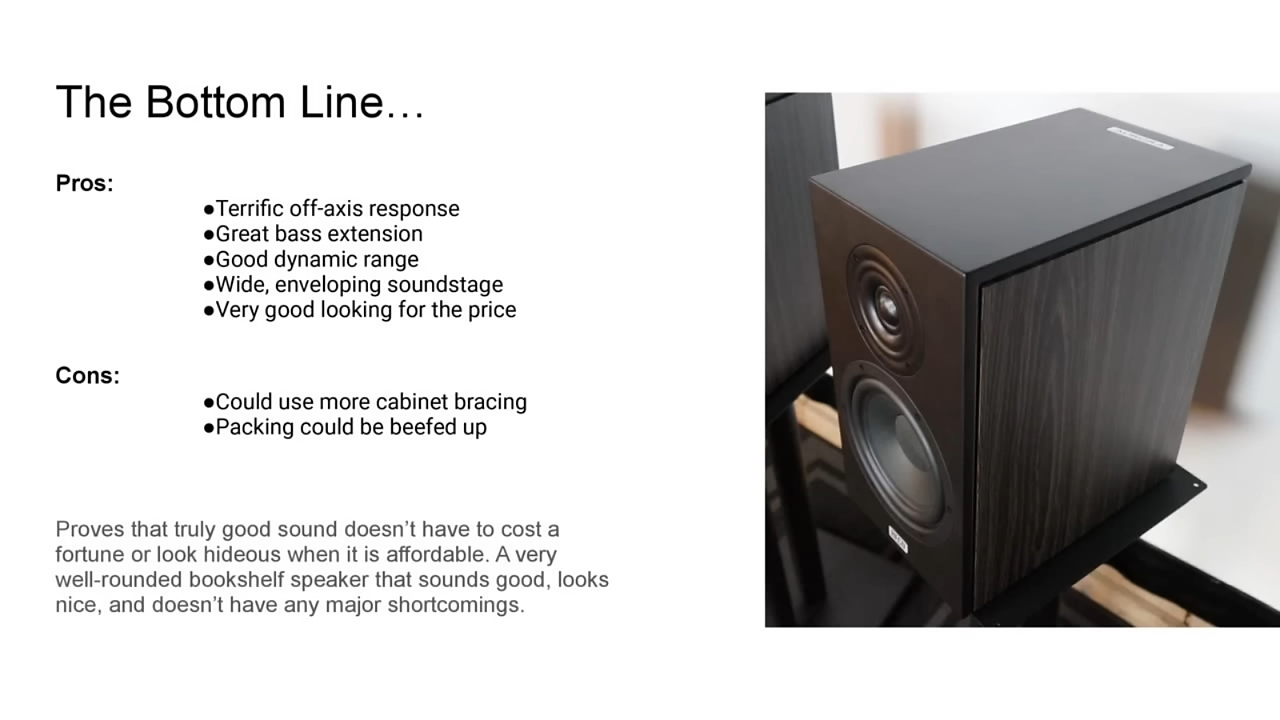 The Bottom Line…
Pros:
●Terrific off-axis response
●Great bass extension
●Good dynamic range
●Wide, enveloping soundstage
●Very good looking for the price
Cons:
●Could use more cabinet bracing
●Packing could be beefed up
Proves that truly good sound doesn’t have to cost a
fortune or look hideous when it is affordable. A very
well-rounded bookshelf speaker that sounds good, looks
nice, and doesn’t have any major shortcomings.